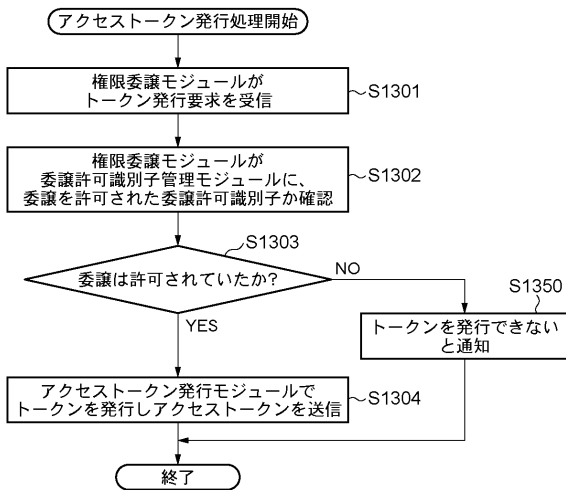 アクセストークン発行処理開始
権限委譲モジュールが
トークン発行要求を受信
S1301
権限委譲モジュールが
委譲許可識別子管理モジュールに、
委譲を許可された委譲許可識別子か確認
S1302
S1303
委譲は許可されていたか?
NO
YES
S1350
トークンを発行できない
と通知
アクセストークン発行モジュールで
トークンを発行しアクセストークンを送信
S1304
終了